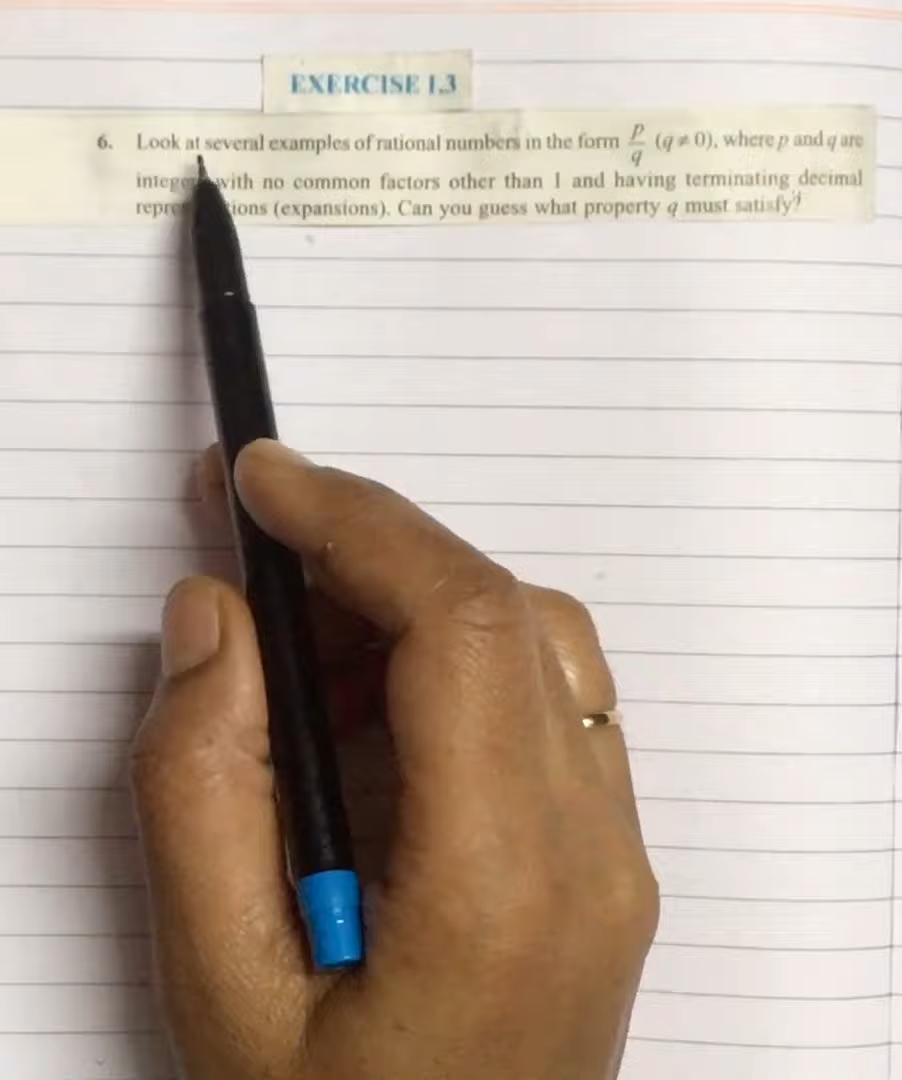 EXERCISE 1.3
6. Look at several examples of rational numbers in the form p/q (q ≠ 0), where p and q are
with no common factors other than 1 and having terminating decimal
(expansions). Can you guess what property q must satisfy?